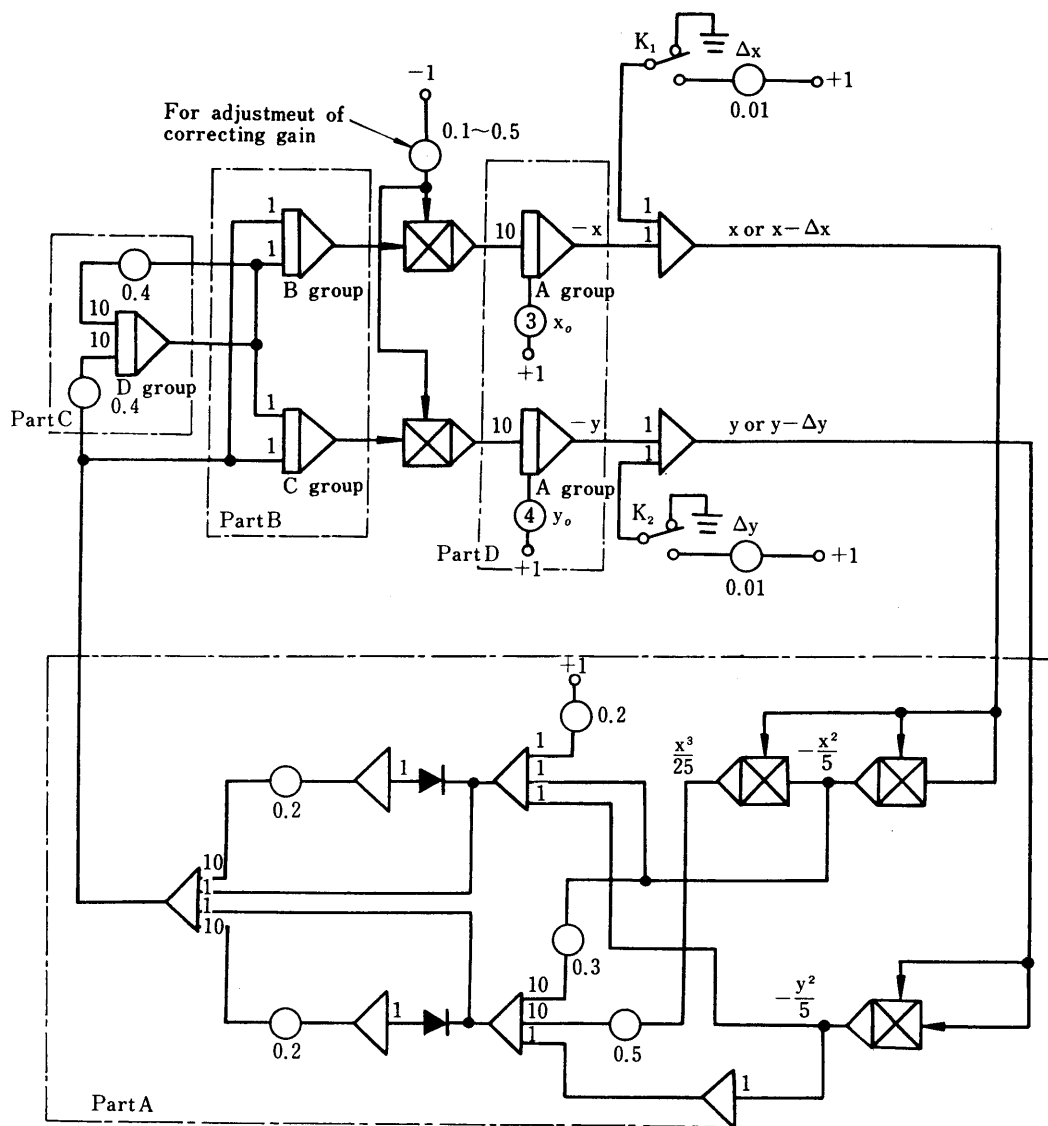 K₁
Δx
+1
0.01
−1
For adjustmeut of
correcting gain
0.1~0.5
1
1
B group
10
−x
1
1
x or x−Δx
A group
3 xₒ
+1
0.4
10
10
D group
0.4
Part C
1
1
C group
Part B
10
−y
1
1
y or y−Δy
A group
4 yₒ
+1
Part D
K₂
Δy
+1
0.01
+1
0.2
1
1
1
x³/25
−x²/5
1
0.2
10
1
1
10
0.3
10
10
1
0.5
−y²/5
1
0.2
1
Part A